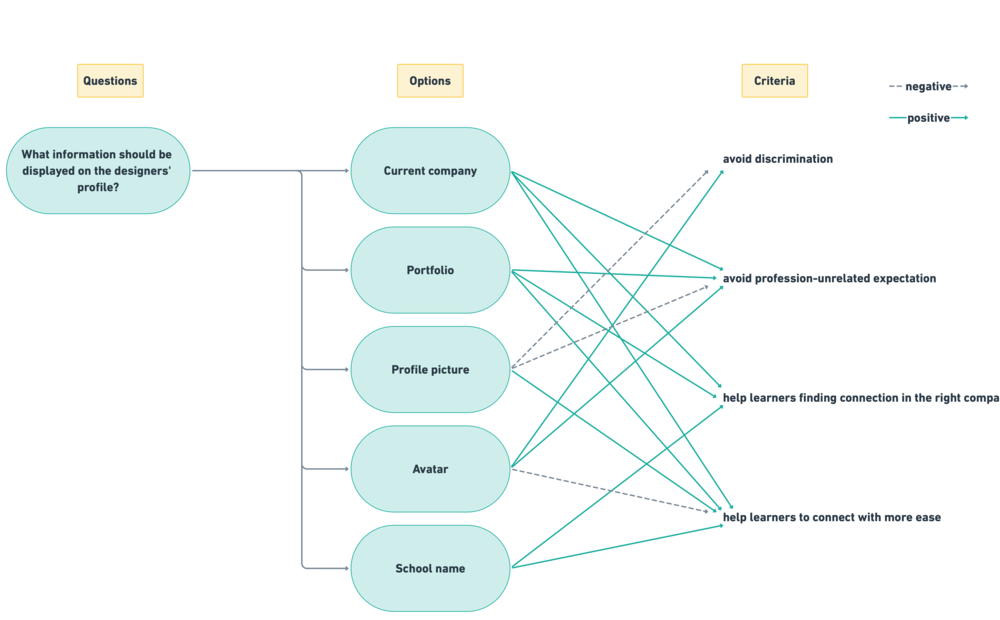 Questions
Options
Criteria
negative
positive
What information should be
displayed on the designers'
profile?
Current company
Portfolio
Profile picture
Avatar
School name
avoid discrimination
avoid profession-unrelated expectation
help learners finding connection in the right compa
help learners to connect with more ease